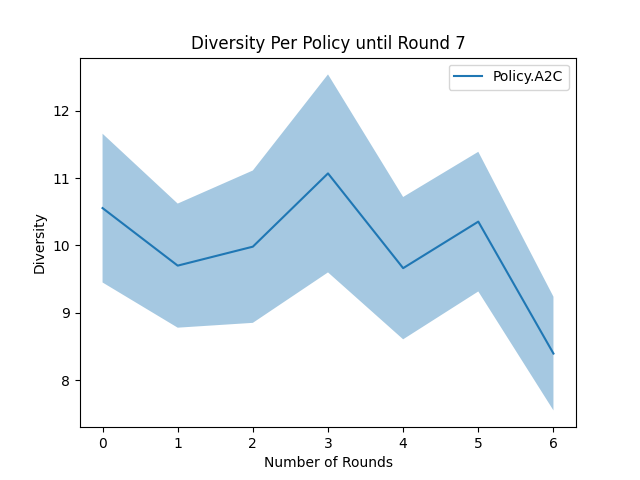 Diversity Per Policy until Round 7
Policy.A2C
12
11
10
9
8
Diversity
0 1 2 3 4 5 6
Number of Rounds